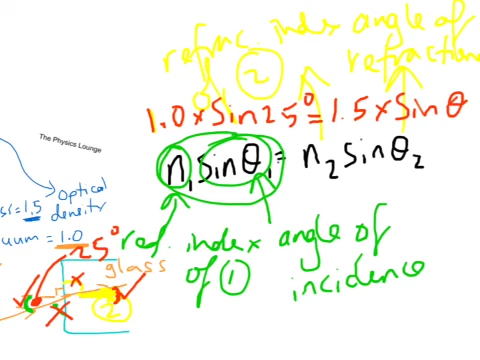 refrac. index angle of
2 refraction
1.0 x Sin 25° = 1.5 x Sin θ
The Physics Lounge
n₁ sin θ₁ = n₂ sin θ₂
1.5 optical
density
uum = 1.0
25° ref. index angle of
glass of 1 incidence
x
x 2